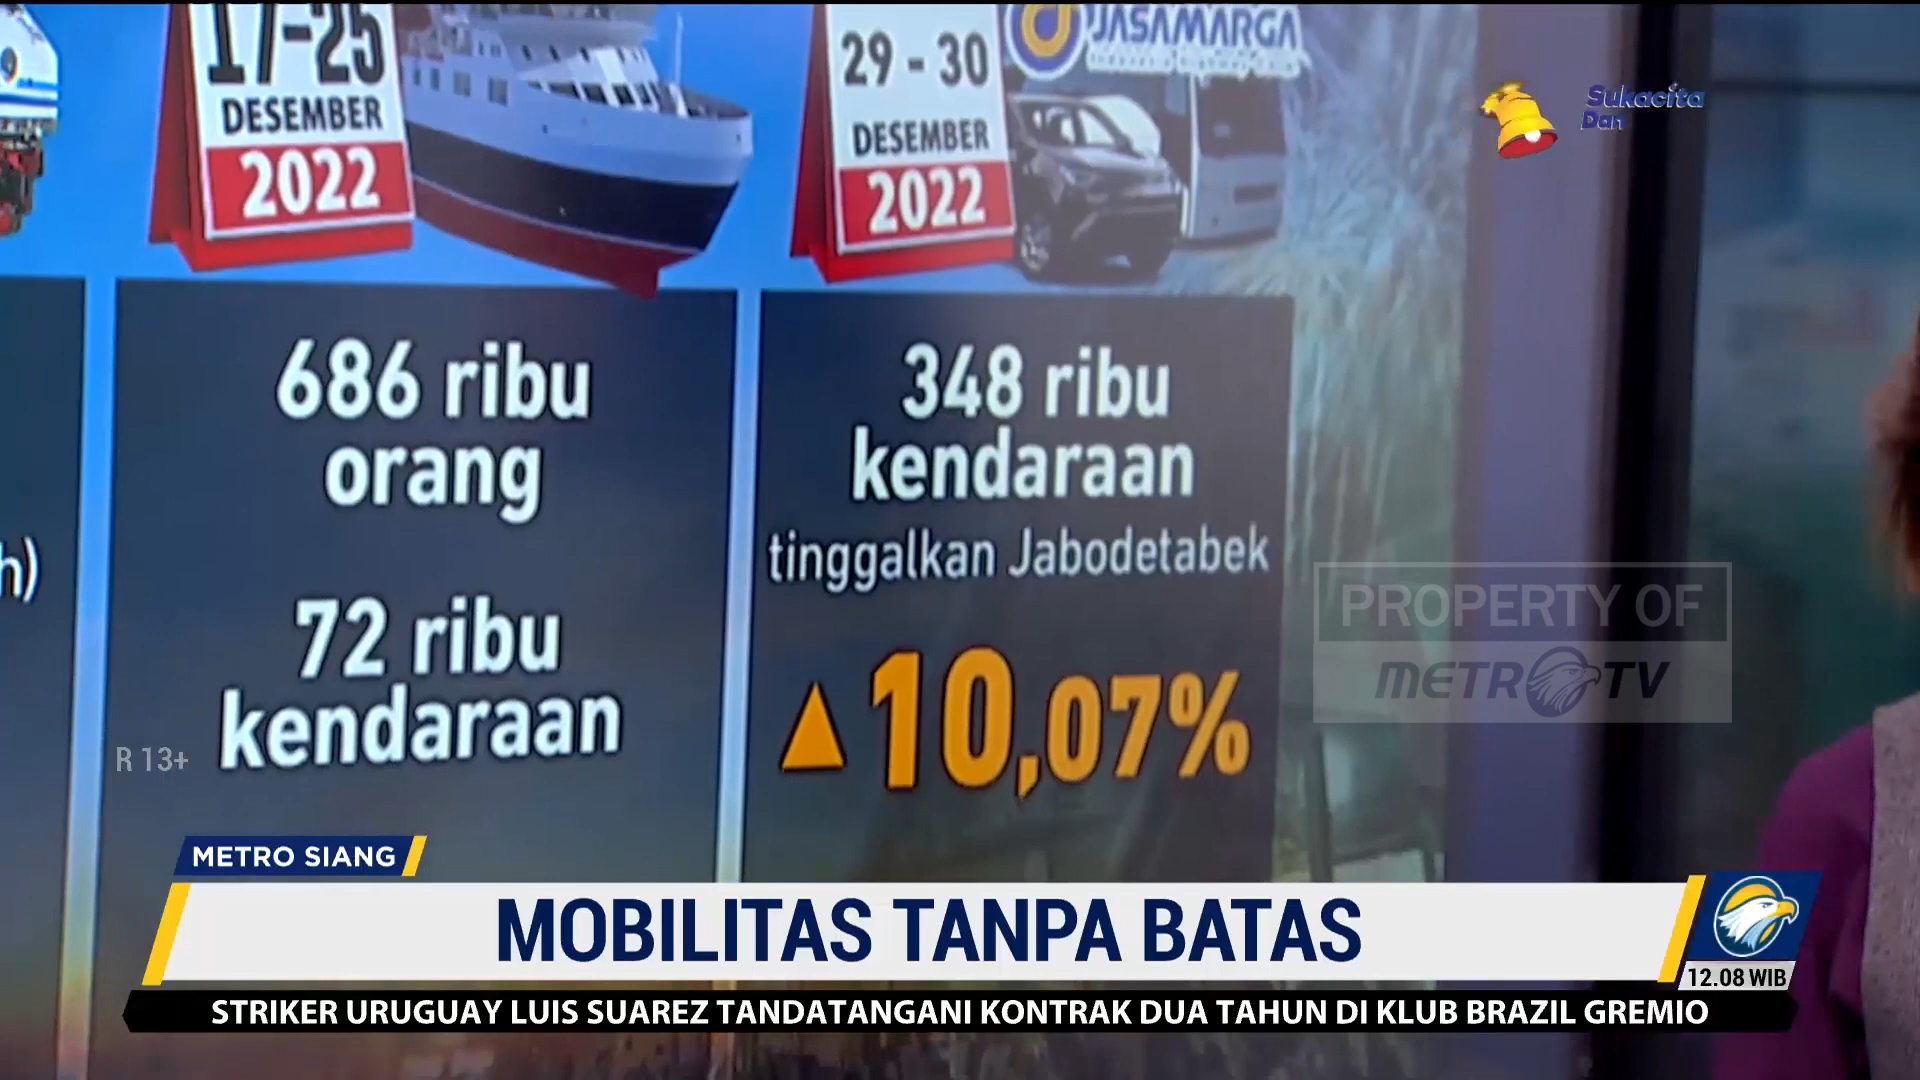 17-25
DESEMBER
2022
29 - 30
DESEMBER
2022
JASAMARGA
Sukacita
Dan
h)
686 ribu
orang
72 ribu
kendaraan
348 ribu
kendaraan
tinggalkan Jabodetabek
10,07%
PROPERTY OF
METRO TV
R 13+
METRO SIANG
MOBILITAS TANPA BATAS
12.08 WIB
STRIKER URUGUAY LUIS SUAREZ TANDATANGANI KONTRAK DUA TAHUN DI KLUB BRAZIL GREMIO